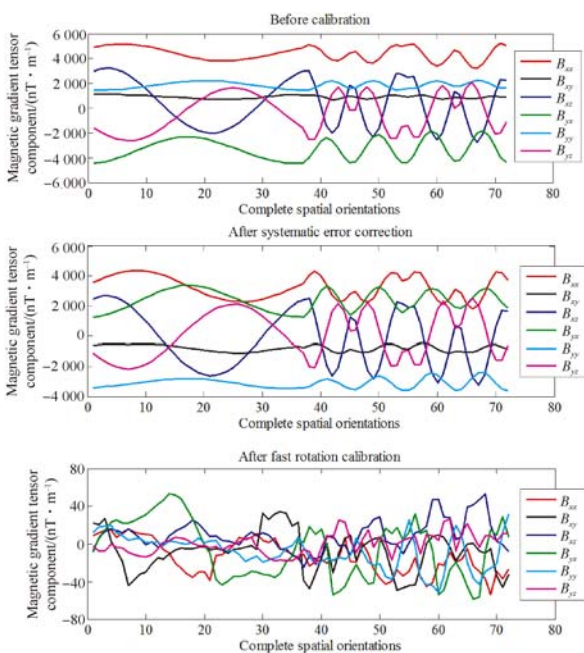 Before calibration
6 000
4 000
2 000
0
−2 000
−4 000
−6 000
Magnetic gradient tensor
component/(nT · m⁻¹)
0 10 20 30 40 50 60 70 80
Complete spatial orientations
Bxx
Bxy
Bxz
Byx
Byy
Byz
After systematic error correction
6 000
4 000
2 000
0
−2 000
−4 000
Magnetic gradient tensor
component/(nT · m⁻¹)
0 10 20 30 40 50 60 70 80
Complete spatial orientations
Bxx
Bxy
Bxz
Byx
Byy
Byz
After fast rotation calibration
80
40
0
−40
−80
Magnetic gradient tensor
component/(nT · m⁻¹)
0 10 20 30 40 50 60 70 80
Complete spatial orientations
Bxx
Bxy
Bxz
Byx
Byy
Byz